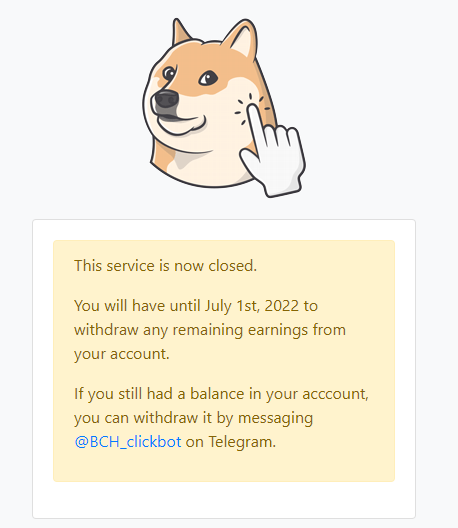 This service is now closed.
You will have until July 1st, 2022 to
withdraw any remaining earnings from
your account.
If you still had a balance in your acccount,
you can withdraw it by messaging
@BCH_clickbot on Telegram.